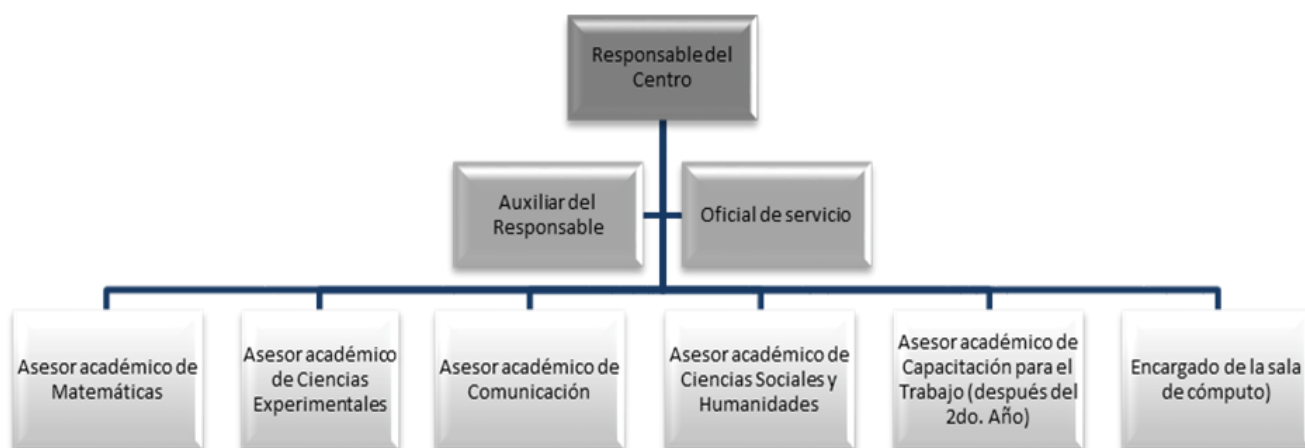 Responsable del
Centro
Auxiliar del
Responsable
Oficial de servicio
Asesor académico de
Matemáticas
Asesor académico
de Ciencias
Experimentales
Asesor académico de
Comunicación
Asesor académico de
Ciencias Sociales y
Humanidades
Asesor académico de
Capacitación para el
Trabajo (después del
2do. Año)
Encargado de la sala
de cómputo)